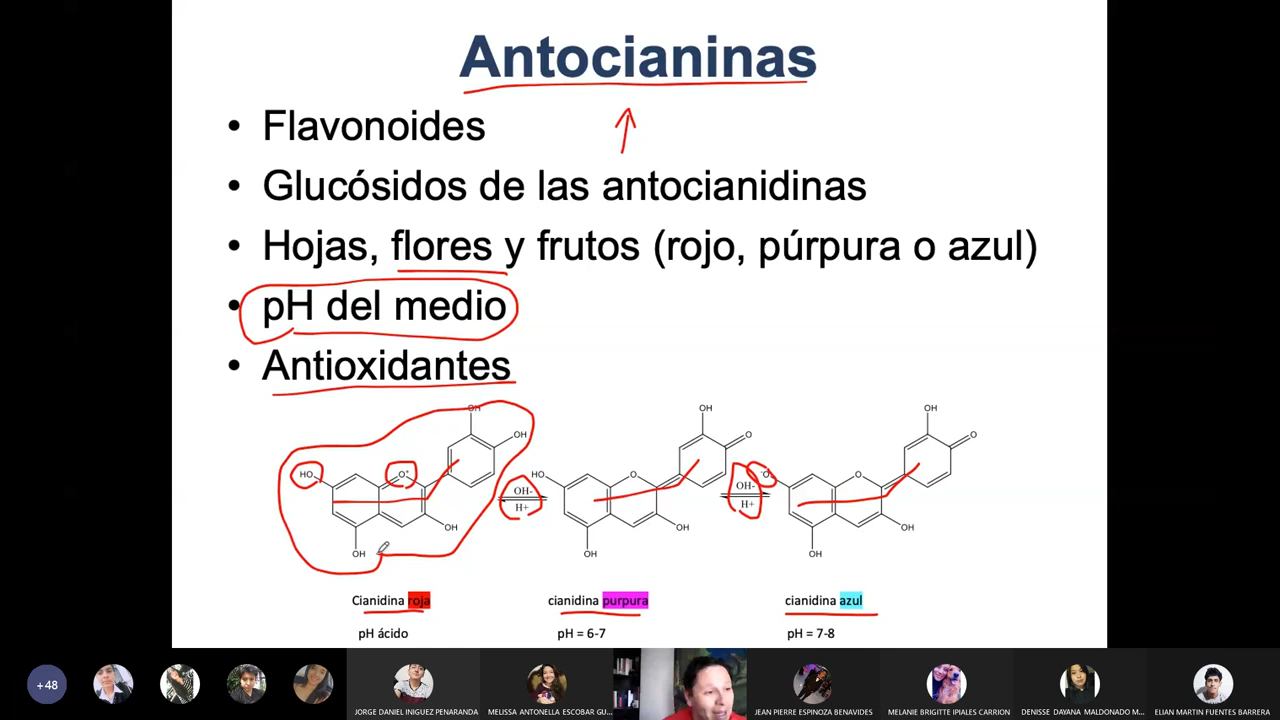 Antocianinas
• Flavonoides
• Glucósidos de las antocianidinas
• Hojas, flores y frutos (rojo, púrpura o azul)
• pH del medio
• Antioxidantes
OH
OH
HO
O+
OH
OH
OH-
H+
OH
O
HO
O
OH
OH
OH-
H+
OH
O
-O
O
OH
OH
Cianidina roja
cianidina purpura
cianidina azul
pH ácido
pH = 6-7
pH = 7-8
+48
JORGE DANIEL INIGUEZ PENARANDA
MELISSA ANTONELLA ESCOBAR GU...
JEAN PIERRE ESPINOZA BENAVIDES
MELANIE BRIGITTE IPIALES CARRION
DENISSE DAYANA MALDONADO M...
ELIAN MARTIN FUENTES BARRERA